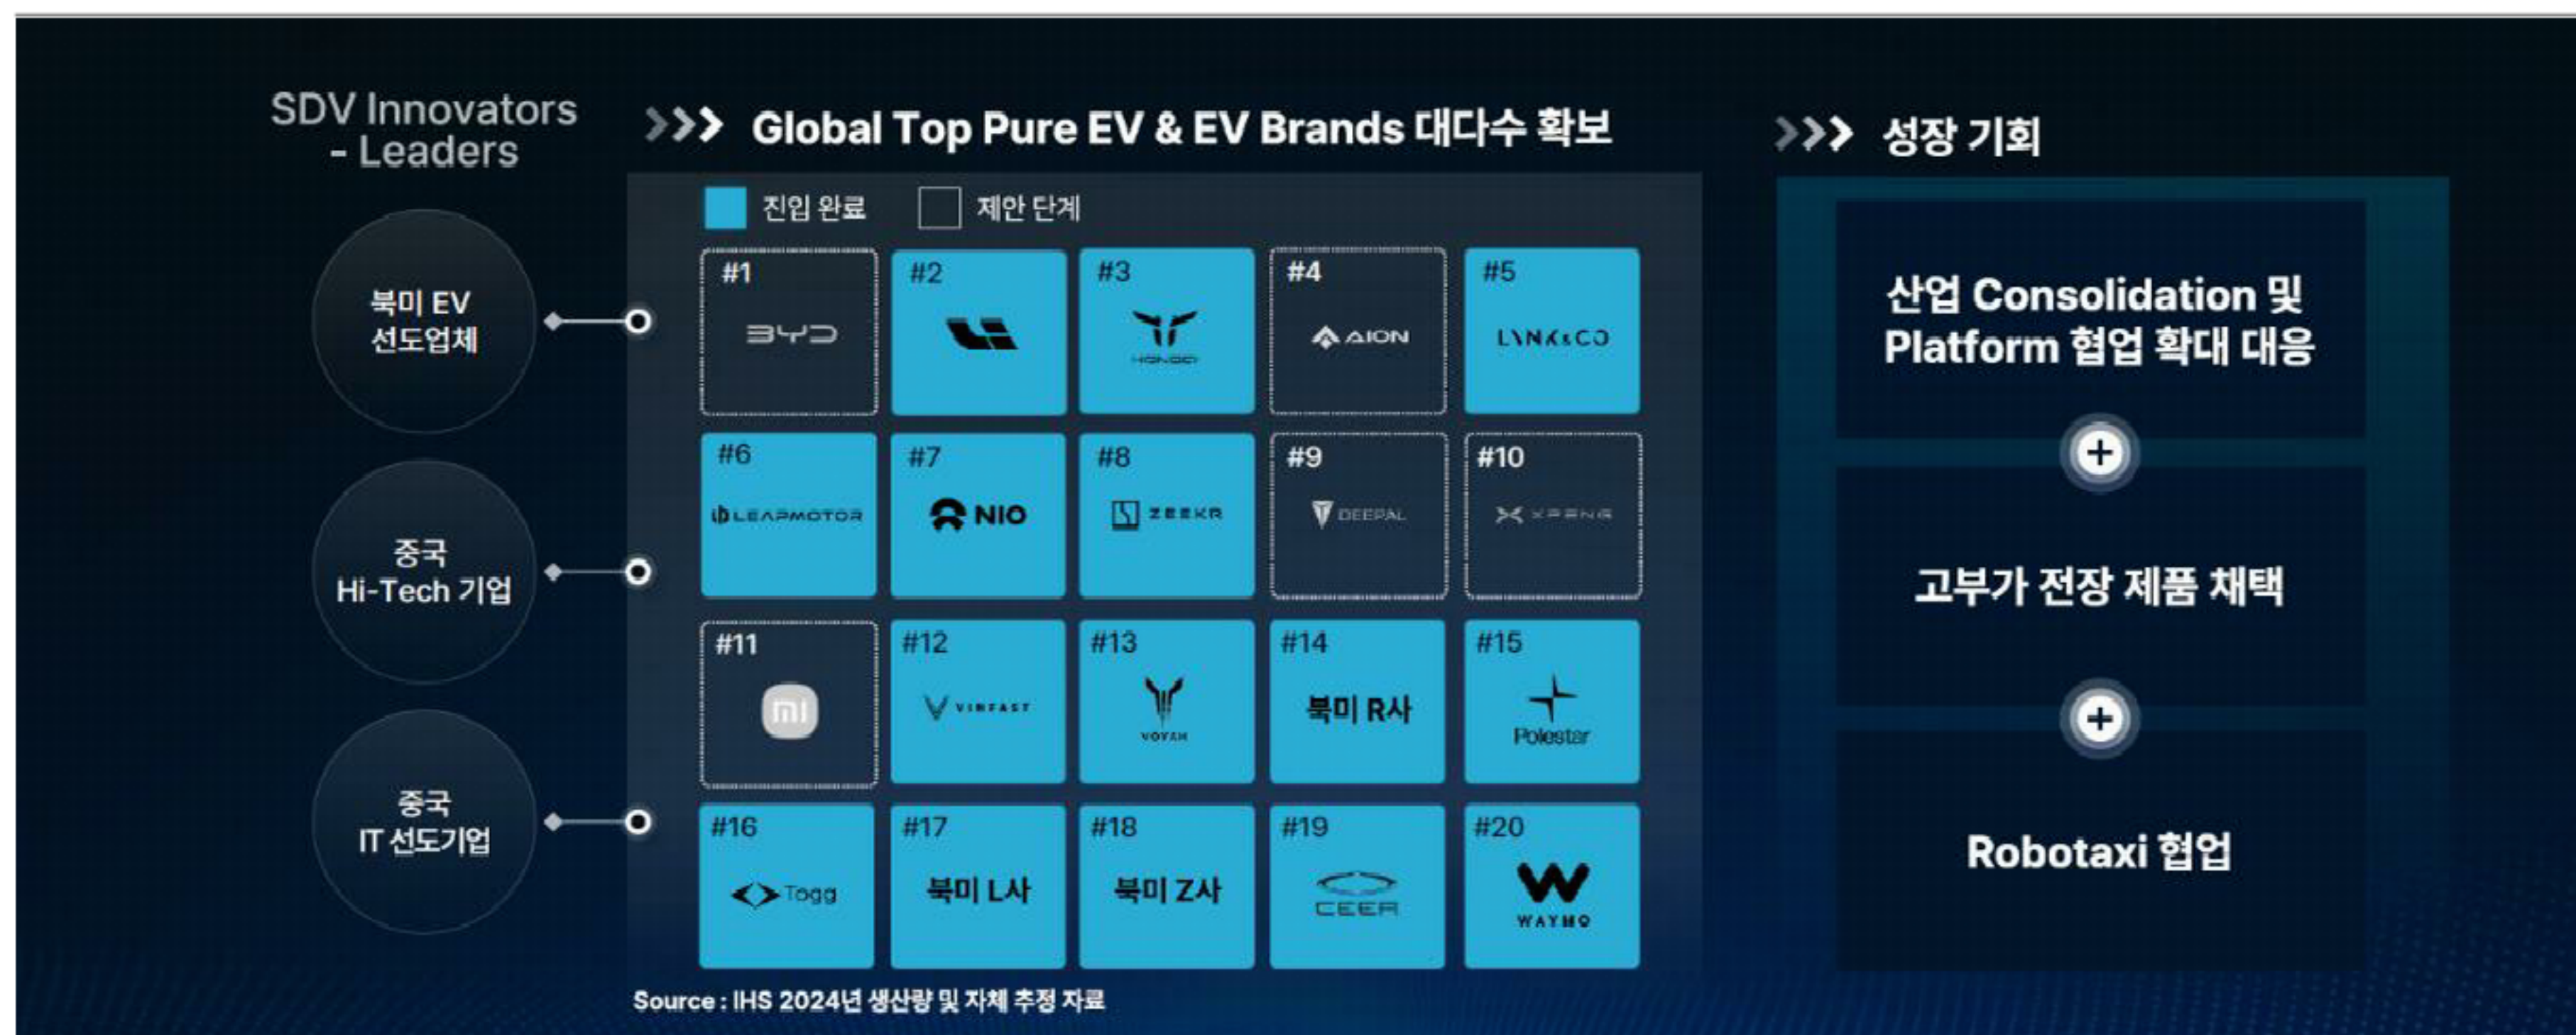 SDV Innovators
- Leaders
북미 EV
선도업체
중국
Hi-Tech 기업
중국
IT 선도기업
Global Top Pure EV & EV Brands 대다수 확보
진입 완료
제안 단계
#1
BYD
#2
#3
HONGQI
#4
AION
#5
LYNK&CO
#6
LEAPMOTOR
#7
NIO
#8
ZEEKR
#9
DEEPAL
#10
XPENG
#11
mi
#12
VINFAST
#13
VOYAH
#14
북미 R사
#15
Polestar
#16
Togg
#17
북미 L사
#18
북미 Z사
#19
CEER
#20
WAYMO
Source : IHS 2024년 생산량 및 자체 추정 자료
성장 기회
산업 Consolidation 및
Platform 협업 확대 대응
+
고부가 전장 제품 채택
+
Robotaxi 협업